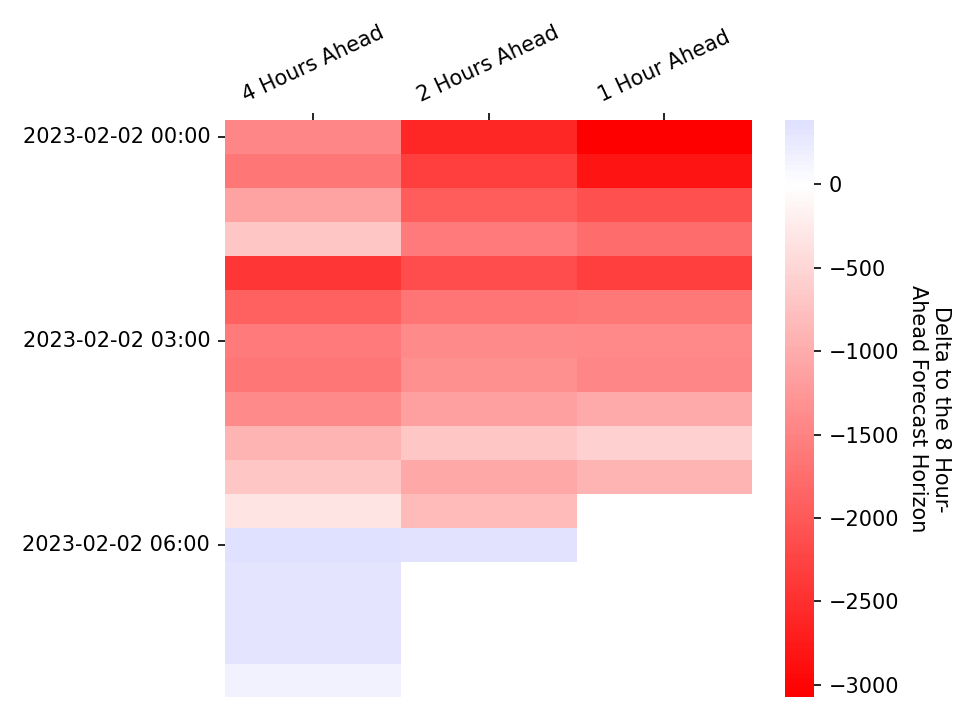 4 Hours Ahead
2 Hours Ahead
1 Hour Ahead
2023-02-02 00:00
2023-02-02 03:00
2023-02-02 06:00
0
−500
−1000
−1500
−2000
−2500
−3000
Delta to the 8 Hour-
Ahead Forecast Horizon